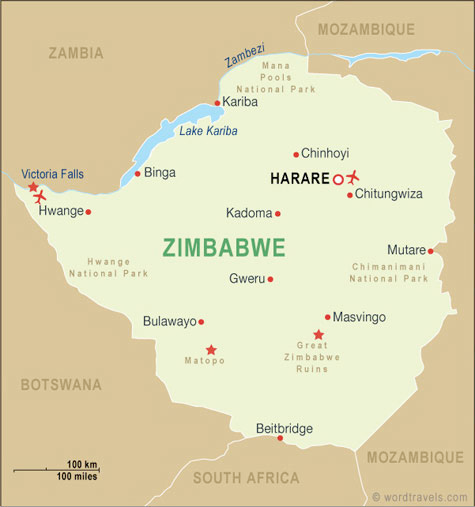 MOZAMBIQUE
ZAMBIA
Zambezi
Mana
Pools
National Park
Kariba
Lake Kariba
Chinhoyi
Victoria Falls
Binga
HARARE
Chitungwiza
Hwange
Kadoma
ZIMBABWE
Mutare
Hwange
National Park
Chimanimani
National Park
Gweru
Bulawayo
Masvingo
Matopo
Great
Zimbabwe
Ruins
BOTSWANA
Beitbridge
MOZAMBIQUE
100 km
100 miles
SOUTH AFRICA
© wordtravels.com